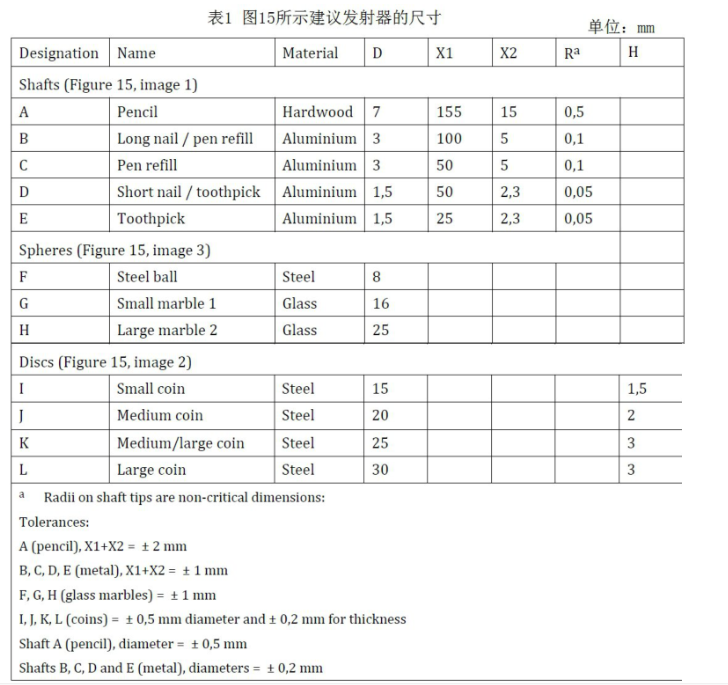 表1 图15所示建议发射器的尺寸
单位：mm
Designation Name Material D X1 X2 Rᵃ H
Shafts (Figure 15, image 1)
A Pencil Hardwood 7 155 15 0,5
B Long nail / pen refill Aluminium 3 100 5 0,1
C Pen refill Aluminium 3 50 5 0,1
D Short nail / toothpick Aluminium 1,5 50 2,3 0,05
E Toothpick Aluminium 1,5 25 2,3 0,05
Spheres (Figure 15, image 3)
F Steel ball Steel 8
G Small marble 1 Glass 16
H Large marble 2 Glass 25
Discs (Figure 15, image 2)
I Small coin Steel 15 1,5
J Medium coin Steel 20 2
K Medium/large coin Steel 25 3
L Large coin Steel 30 3
ᵃ Radii on shaft tips are non-critical dimensions:
Tolerances:
A (pencil), X1+X2 = ± 2 mm
B, C, D, E (metal), X1+X2 = ± 1 mm
F, G, H (glass marbles) = ± 1 mm
I, J, K, L (coins) = ± 0,5 mm diameter and ± 0,2 mm for thickness
Shaft A (pencil), diameter = ± 0,5 mm
Shafts B, C, D and E (metal), diameters = ± 0,2 mm